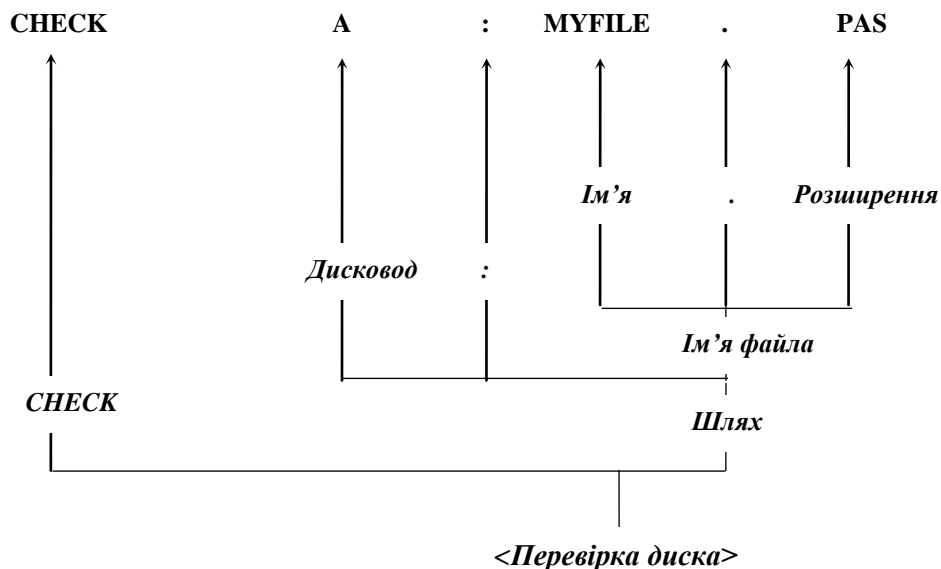 CHECK A : MYFILE . PAS
Ім’я . Розширення
Дисковод :
Ім’я файла
CHECK
Шлях
<Перевірка диска>